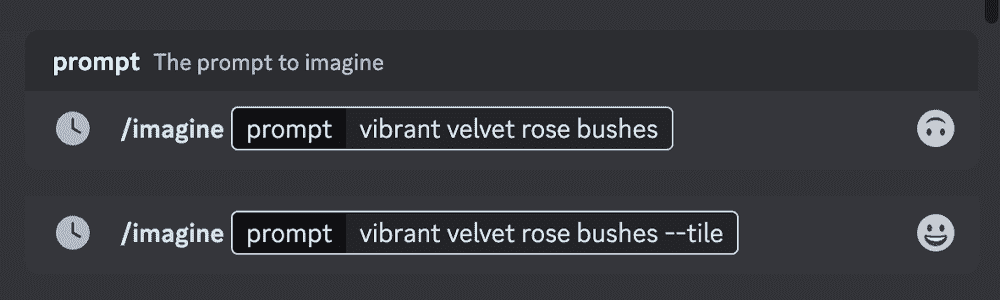 prompt The prompt to imagine
/imagine prompt vibrant velvet rose bushes
/imagine prompt vibrant velvet rose bushes --tile